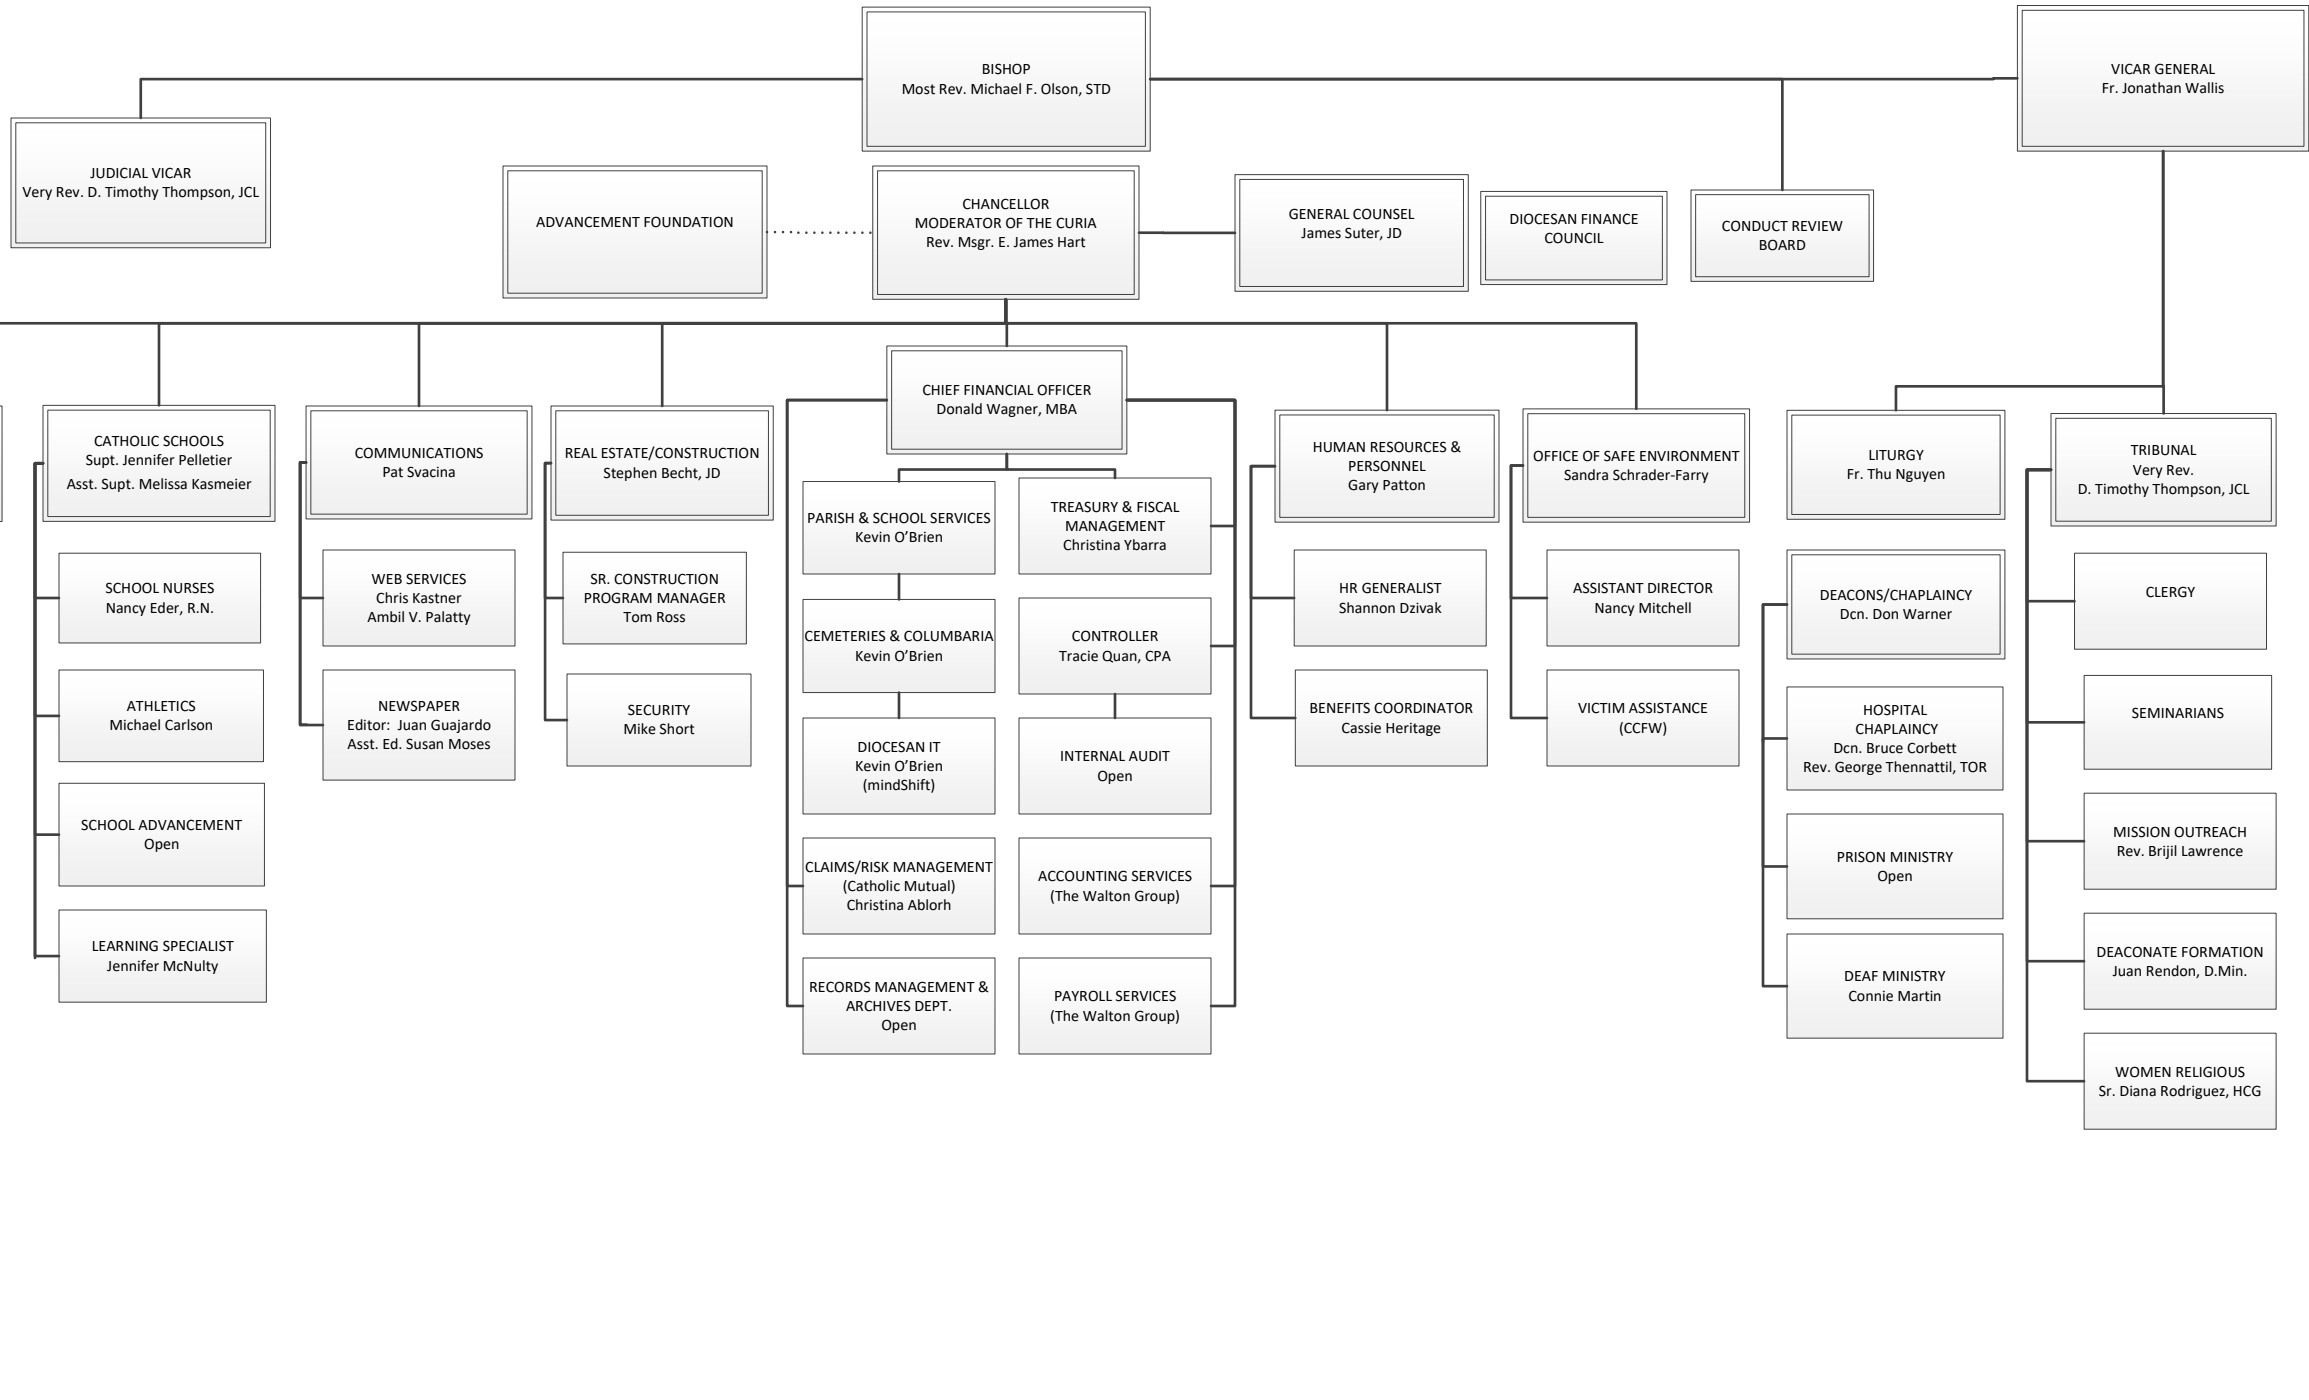 BISHOP
Most Rev. Michael F. Olson, STD
VICAR GENERAL
Fr. Jonathan Wallis
JUDICIAL VICAR
Very Rev. D. Timothy Thompson, JCL
ADVANCEMENT FOUNDATION
CHANCELLOR
MODERATOR OF THE CURIA
Rev. Msgr. E. James Hart
GENERAL COUNSEL
James Suter, JD
DIOCESAN FINANCE
COUNCIL
CONDUCT REVIEW
BOARD
CATHOLIC SCHOOLS
Supt. Jennifer Pelletier
Asst. Supt. Melissa Kasmeier
SCHOOL NURSES
Nancy Eder, R.N.
ATHLETICS
Michael Carlson
SCHOOL ADVANCEMENT
Open
LEARNING SPECIALIST
Jennifer McNulty
COMMUNICATIONS
Pat Svacina
WEB SERVICES
Chris Kastner
Ambil V. Palatty
NEWSPAPER
Editor:  Juan Guajardo
Asst. Ed. Susan Moses
REAL ESTATE/CONSTRUCTION
Stephen Becht, JD
SR. CONSTRUCTION
PROGRAM MANAGER
Tom Ross
SECURITY
Mike Short
CHIEF FINANCIAL OFFICER
Donald Wagner, MBA
PARISH & SCHOOL SERVICES
Kevin O’Brien
CEMETERIES & COLUMBARIA
Kevin O’Brien
DIOCESAN IT
Kevin O’Brien
(mindShift)
CLAIMS/RISK MANAGEMENT
(Catholic Mutual)
Christina Ablorh
RECORDS MANAGEMENT &
ARCHIVES DEPT.
Open
TREASURY & FISCAL
MANAGEMENT
Christina Ybarra
CONTROLLER
Tracie Quan, CPA
INTERNAL AUDIT
Open
ACCOUNTING SERVICES
(The Walton Group)
PAYROLL SERVICES
(The Walton Group)
HUMAN RESOURCES &
PERSONNEL
Gary Patton
HR GENERALIST
Shannon Dzivak
BENEFITS COORDINATOR
Cassie Heritage
OFFICE OF SAFE ENVIRONMENT
Sandra Schrader-Farry
ASSISTANT DIRECTOR
Nancy Mitchell
VICTIM ASSISTANCE
(CCFW)
LITURGY
Fr. Thu Nguyen
DEACONS/CHAPLAINCY
Dcn. Don Warner
HOSPITAL
CHAPLAINCY
Dcn. Bruce Corbett
Rev. George Thennattil, TOR
PRISON MINISTRY
Open
DEAF MINISTRY
Connie Martin
TRIBUNAL
Very Rev.
D. Timothy Thompson, JCL
CLERGY
SEMINARIANS
MISSION OUTREACH
Rev. Brijil Lawrence
DEACONATE FORMATION
Juan Rendon, D.Min.
WOMEN RELIGIOUS
Sr. Diana Rodriguez, HCG